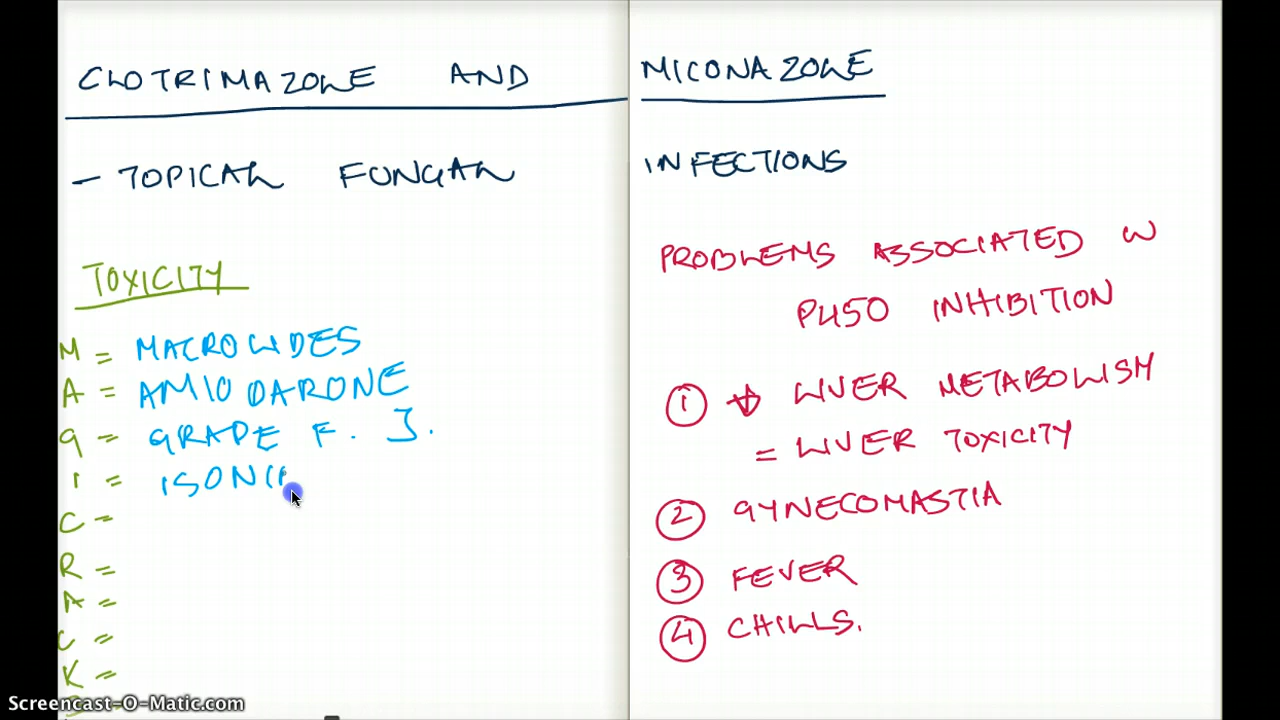 CLOTRIMAZOLE AND MICONAZOLE
- TOPICAL FUNGAL INFECTIONS
TOXICITY
M = MACROLIDES
A = AMIODARONE
G = GRADE F. J.
I = ISONI
C =
R =
A =
C =
K =
S
PROBLEMS ASSOCIATED W
P450 INHIBITION
① ↓ LIVER METABOLISM
= LIVER TOXICITY
② GYNECOMASTIA
③ FEVER
④ CHILLS.
Screencast-O-Matic.com